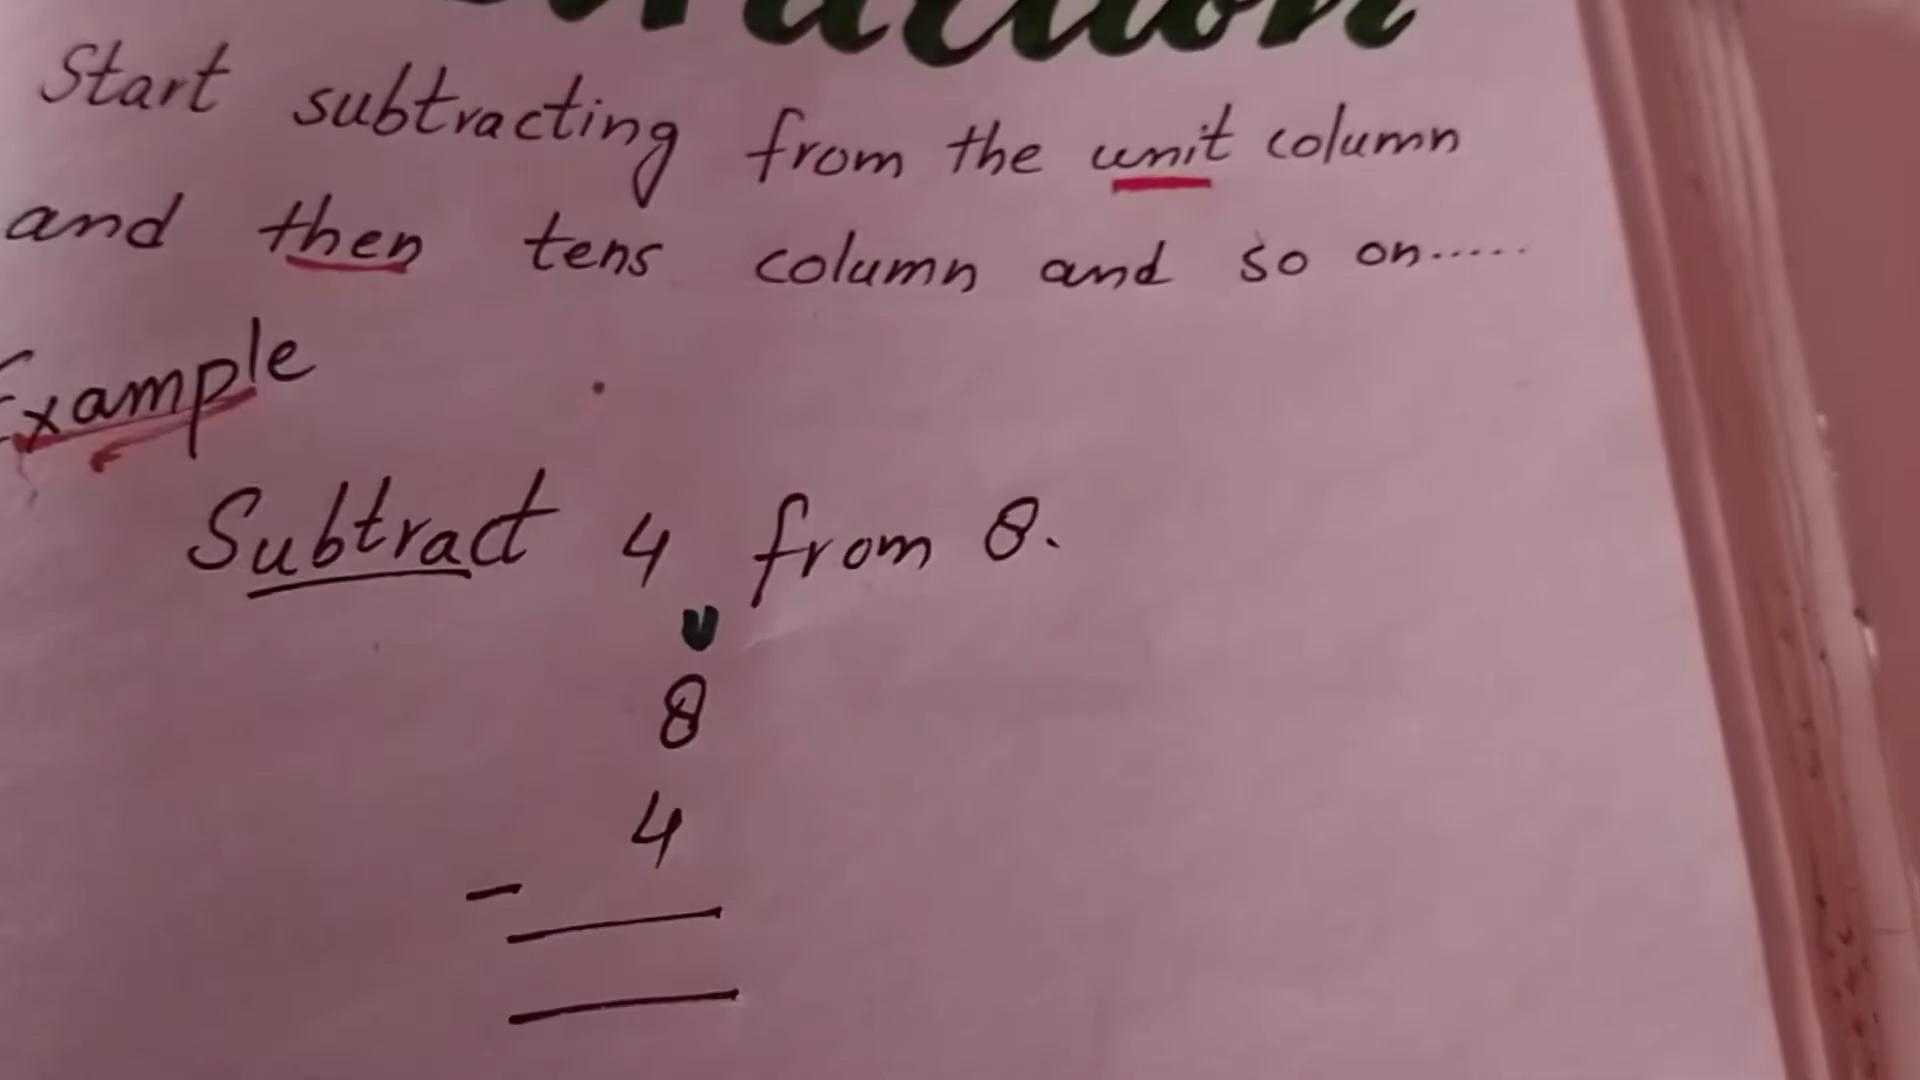 Start subtracting from the unit column
and then tens column and so on.....
Example
Subtract 4 from 8.
8
4
-